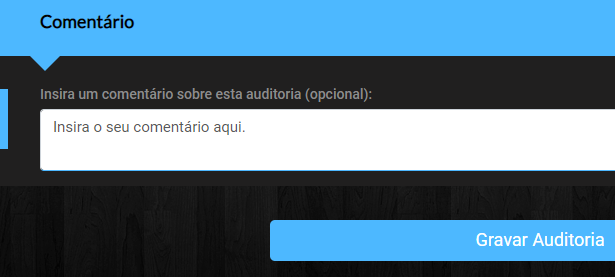 Comentário
Insira um comentário sobre esta auditoria (opcional):
Insira o seu comentário aqui.
Gravar Auditoria